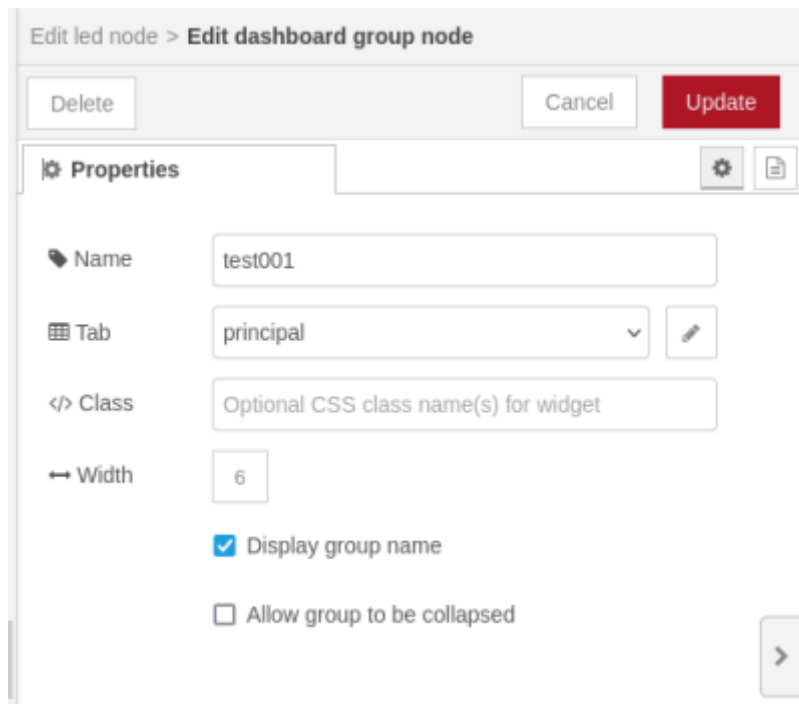 Edit led node > Edit dashboard group node
Delete Cancel Update
Properties
Name test001
Tab principal
</> Class Optional CSS class name(s) for widget
Width 6
Display group name
Allow group to be collapsed